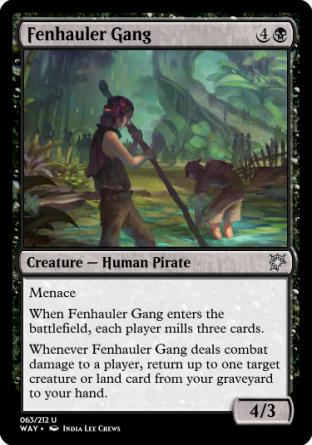 Fenhauler Gang 4
Creature — Human Pirate
Menace
When Fenhauler Gang enters the
battlefield, each player mills three cards.
Whenever Fenhauler Gang deals combat
damage to a player, return up to one target
creature or land card from your graveyard
to your hand.
4/3
063/212 U
WAY • India Lee Crews